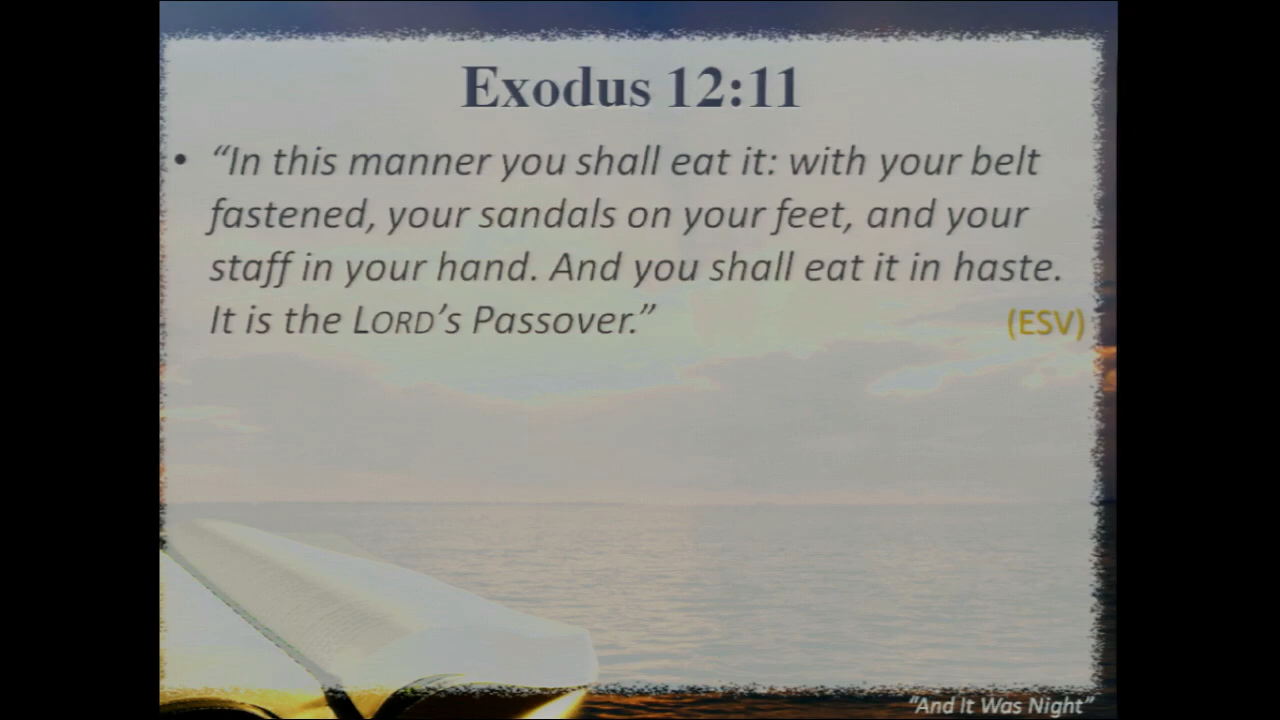 Exodus 12:11
• “In this manner you shall eat it: with your belt
fastened, your sandals on your feet, and your
staff in your hand. And you shall eat it in haste.
It is the LORD’s Passover.” (ESV)
“And It Was Night”